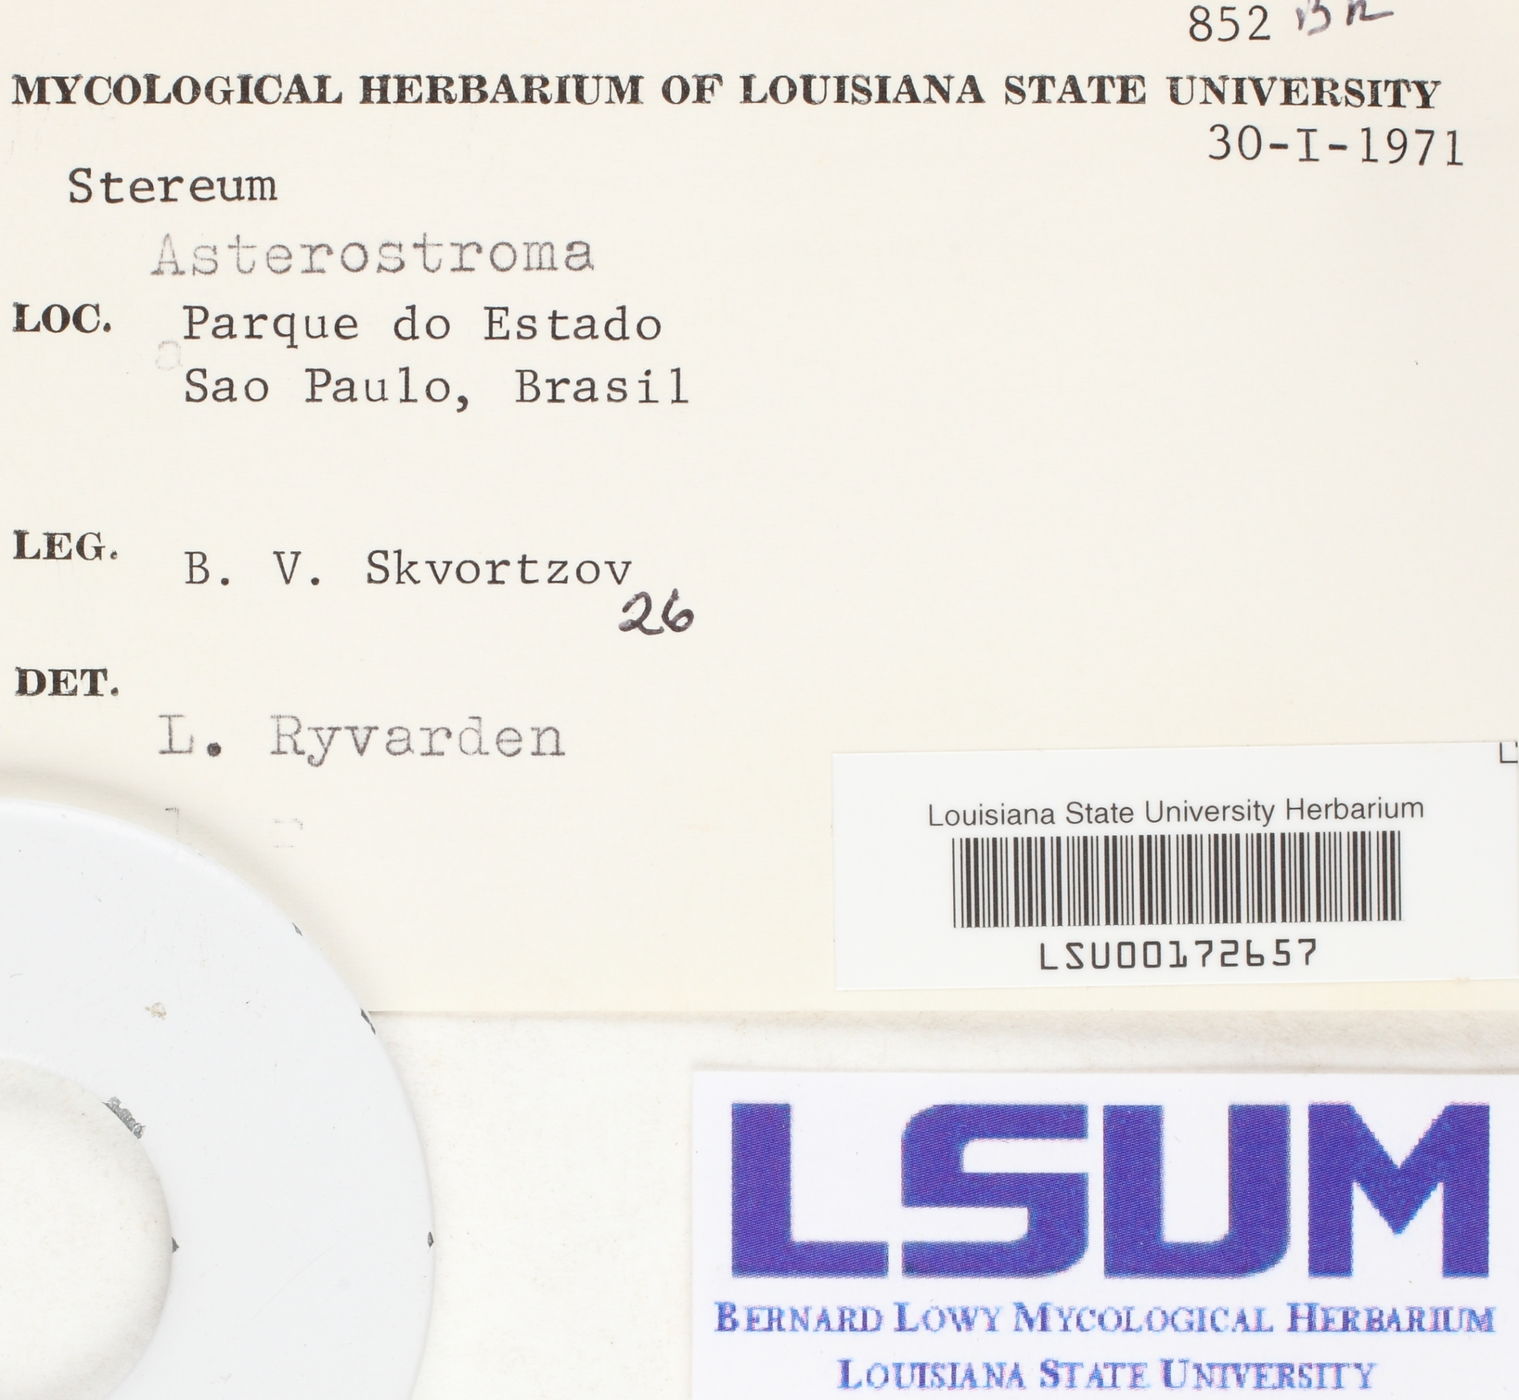 852 BR
MYCOLOGICAL HERBARIUM OF LOUISIANA STATE UNIVERSITY
30-I-1971
Stereum
Asterostroma
LOC. Parque do Estado
Sao Paulo, Brasil
LEG. B. V. Skvortzov
26
DET.
L. Ryvarden
Louisiana State University Herbarium
LSU00172657
LSUM
BERNARD LOWY MYCOLOGICAL HERBARIUM
LOUISIANA STATE UNIVERSITY